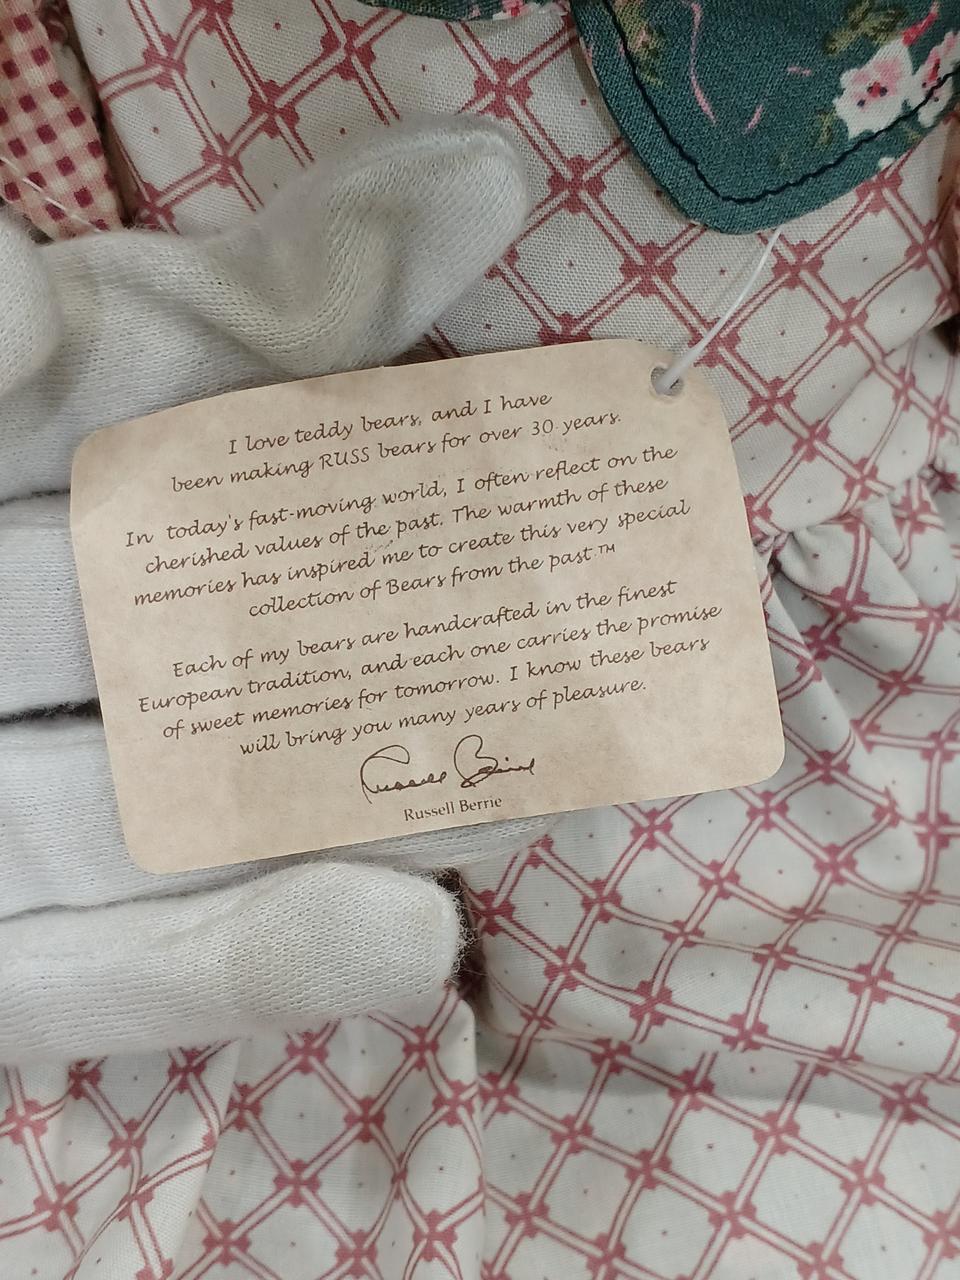 I love teddy bears, and I have
been making RUSS bears for over 30 years.
In today's fast-moving world, I often reflect on the
cherished values of the past. The warmth of these
memories has inspired me to create this very special
collection of Bears from the past.™
Each of my bears are handcrafted in the finest
European tradition, and each one carries the promise
of sweet memories for tomorrow. I know these bears
will bring you many years of pleasure.
Russell Berrie
Russell Berrie